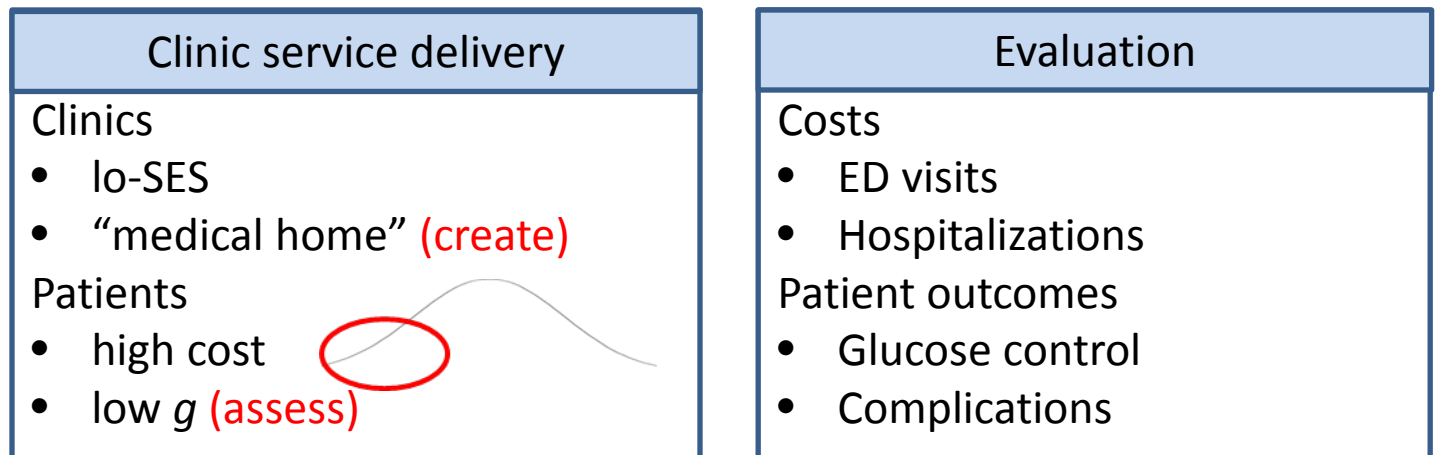 Clinic service delivery
Clinics
• lo-SES
• “medical home” (create)
Patients
• high cost
• low g (assess)
Evaluation
Costs
• ED visits
• Hospitalizations
Patient outcomes
• Glucose control
• Complications